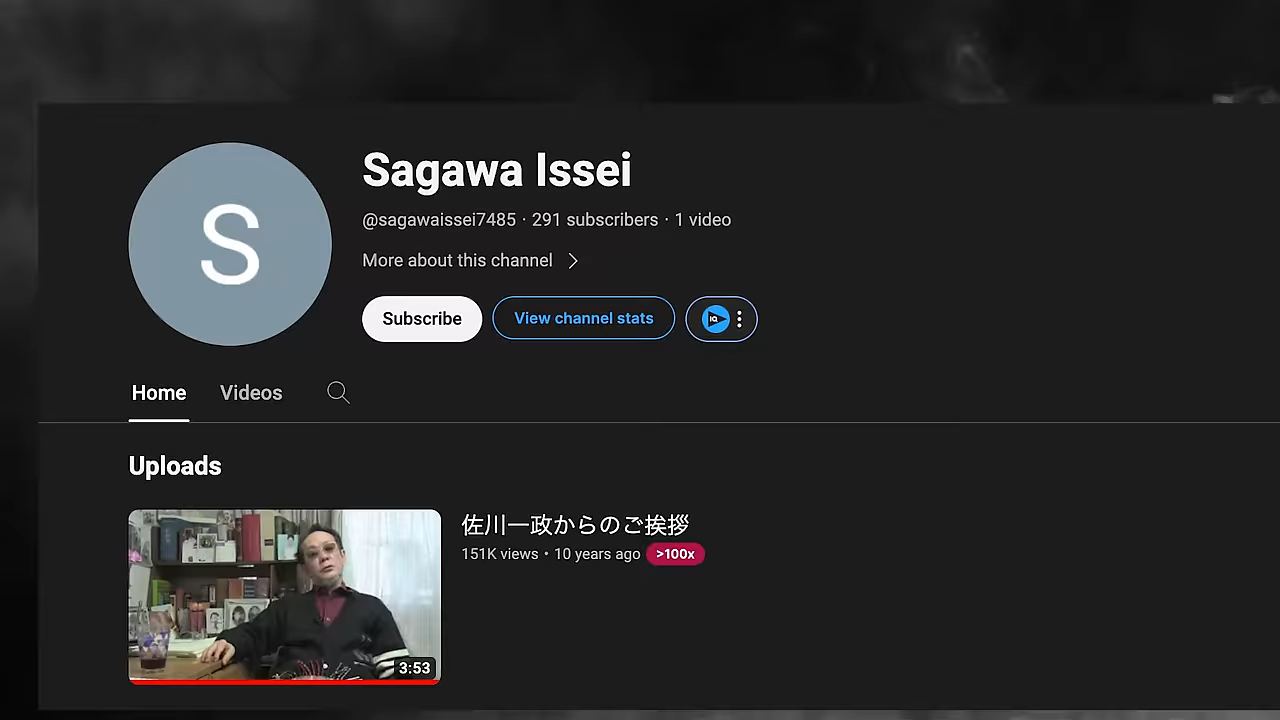 S
Sagawa Issei
@sagawaissei7485 · 291 subscribers · 1 video
More about this channel
Subscribe
View channel stats
IQ
Home
Videos
Uploads
佐川一政からのご挨拶
151K views • 10 years ago >100x
3:53